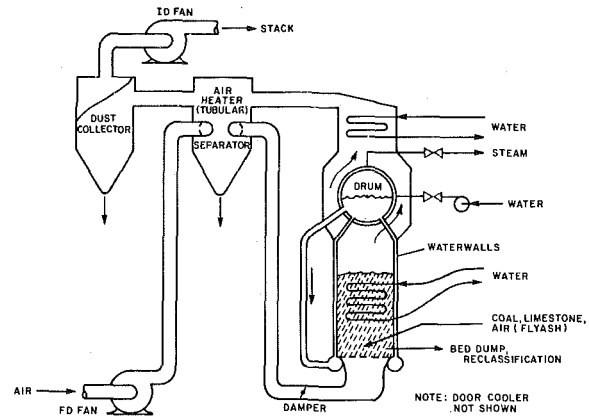 ID FAN
STACK
AIR
HEATER
(TUBULAR)
DUST
COLLECTOR
SEPARATOR
WATER
STEAM
DRUM
WATER
WATERWALLS
WATER
COAL, LIMESTONE,
AIR (FLYASH)
BED DUMP,
RECLASSIFICATION
AIR
FD FAN
DAMPER
NOTE: DOOR COOLER
NOT SHOWN